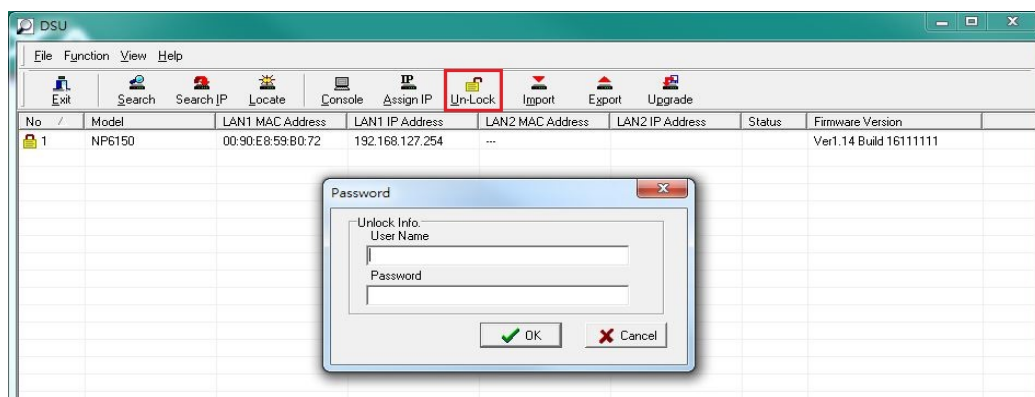 DSU
File Function View Help
Exit Search Search IP Locate Console Assign IP Un-Lock Import Export Upgrade
No / Model LAN1 MAC Address LAN1 IP Address LAN2 MAC Address LAN2 IP Address Status Firmware Version
1 NP6150 00:90:E8:59:B0:72 192.168.127.254 --- Ver1.14 Build 16111111
Password
Unlock Info.
User Name
Password
OK Cancel